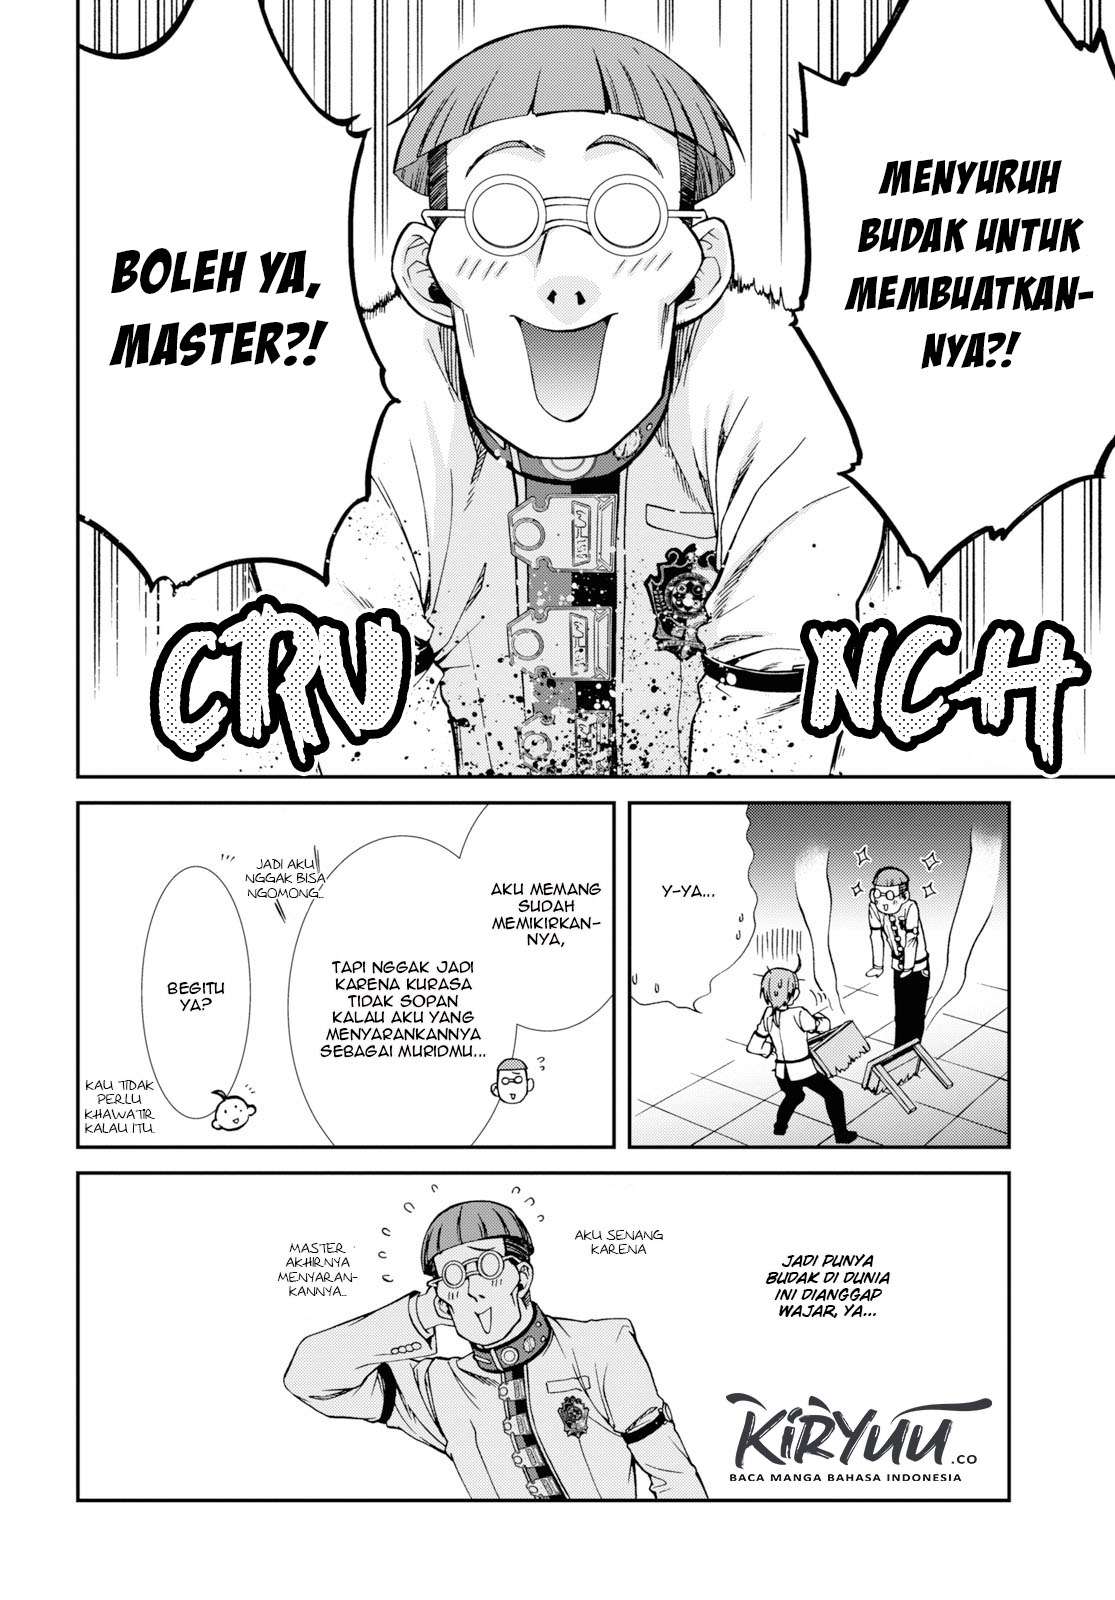 MENYURUH
BUDAK UNTUK
MEMBUATKAN-
NYA?!
BOLEH YA,
MASTER?!
CRU
NCH
Y-YA...
AKU MEMANG
SUDAH
MEMIKIRKAN-
NYA,
TAPI NGGAK JADI
KARENA KURASA
TIDAK SOPAN
KALAU AKU YANG
MENYARANKANNYA
SEBAGAI MURIDMU...
JADI AKU
NGGAK BISA
NGOMONG...
BEGITU
YA?
KAU TIDAK
PERLU
KHAWATIR
KALAU ITU.
JADI PUNYA
BUDAK DI DUNIA
INI DIANGGAP
WAJAR, YA...
AKU SENANG
KARENA
MASTER
AKHIRNYA
MENYARAN-
KANNYA...
KIRYUU.CO
BACA MANGA BAHASA INDONESIA